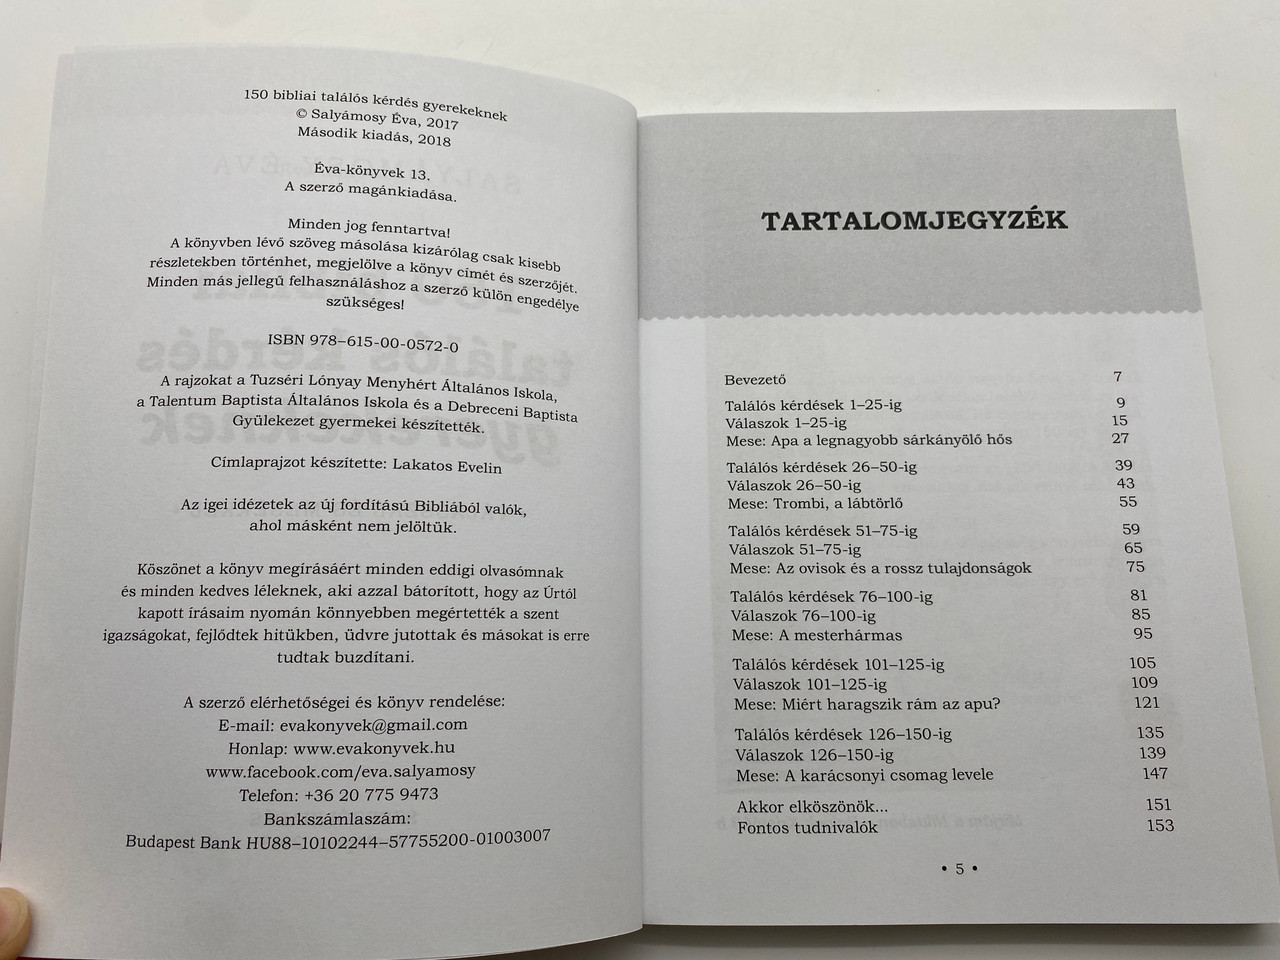 150 bibliai találós kérdés gyerekeknek
© Salyámosy Éva, 2017
Második kiadás, 2018
Éva-könyvek 13.
A szerző magánkiadása.
Minden jog fenntartva!
A könyvben lévő szöveg másolása kizárólag csak kisebb
részletekben történhet, megjelölve a könyv címét és szerzőjét.
Minden más jellegű felhasználáshoz a szerző külön engedélye
szükséges!
ISBN 978–615-00-0572-0
A rajzokat a Tuzséri Lónyay Menyhért Általános Iskola,
a Talentum Baptista Általános Iskola és a Debreceni Baptista
Gyülekezet gyermekei készítették.
Címlaprajzot készítette: Lakatos Evelin
Az igei idézetek az új fordítású Bibliából valók,
ahol másként nem jelöltük.
Köszönet a könyv megírásáért minden eddigi olvasómnak
és minden kedves léleknek, aki azzal bátorított, hogy az Úrtól
kapott írásaim nyomán könnyebben megértették a szent
igazságokat, fejlődtek hitükben, üdvre jutottak és másokat is erre
tudtak buzdítani.
A szerző elérhetőségei és könyv rendelése:
E-mail: evakonyvek@gmail.com
Honlap: www.evakonyvek.hu
www.facebook.com/eva.salyamosy
Telefon: +36 20 775 9473
Bankszámlaszám:
Budapest Bank HU88–10102244–57755200-01003007
TARTALOMJEGYZÉK
Bevezető 7
Találós kérdések 1–25-ig 9
Válaszok 1–25-ig 15
Mese: Apa a legnagyobb sárkányölő hős 27
Találós kérdések 26–50-ig 39
Válaszok 26–50-ig 43
Mese: Trombi, a lábtörlő 55
Találós kérdések 51–75-ig 59
Válaszok 51–75-ig 65
Mese: Az ovisok és a rossz tulajdonságok 75
Találós kérdések 76–100-ig 81
Válaszok 76–100-ig 85
Mese: A mesterhármas 95
Találós kérdések 101–125-ig 105
Válaszok 101–125-ig 109
Mese: Miért haragszik rám az apu? 121
Találós kérdések 126–150-ig 135
Válaszok 126–150-ig 139
Mese: A karácsonyi csomag levele 147
Akkor elköszönök... 151
Fontos tudnivalók 153
• 5 •